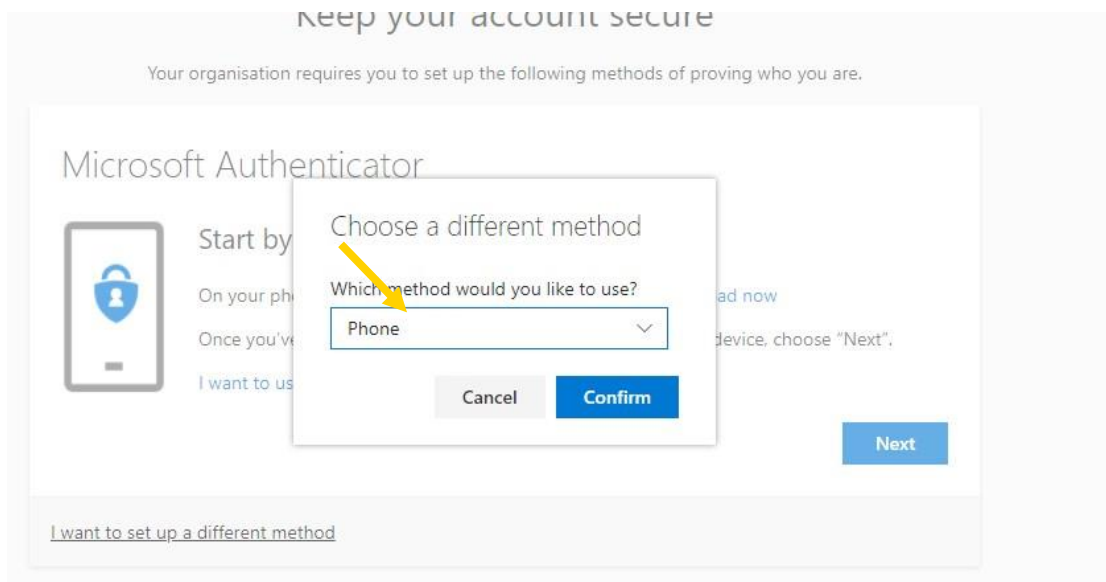 Keep your account secure
Your organisation requires you to set up the following methods of proving who you are.
Microsoft Authenticator
Choose a different method
Start by
Which method would you like to use?
On your ph
ad now
Phone
Once you've
device, choose "Next".
I want to us
Cancel
Confirm
Next
I want to set up a different method